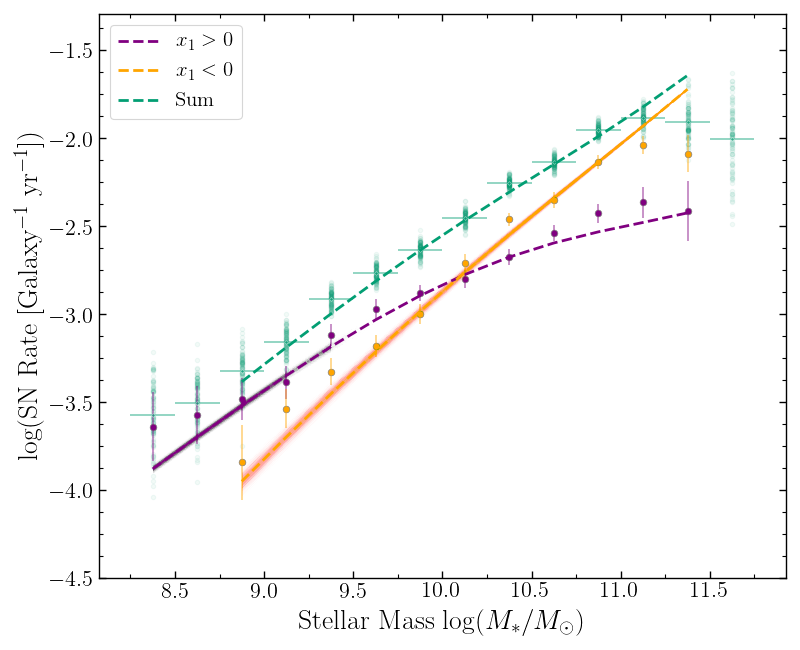 x₁ > 0
x₁ < 0
Sum
−1.5
−2.0
−2.5
−3.0
−3.5
−4.0
−4.5
log(SN Rate [Galaxy⁻¹ yr⁻¹])
8.5 9.0 9.5 10.0 10.5 11.0 11.5
Stellar Mass log(M∗/M⊙)